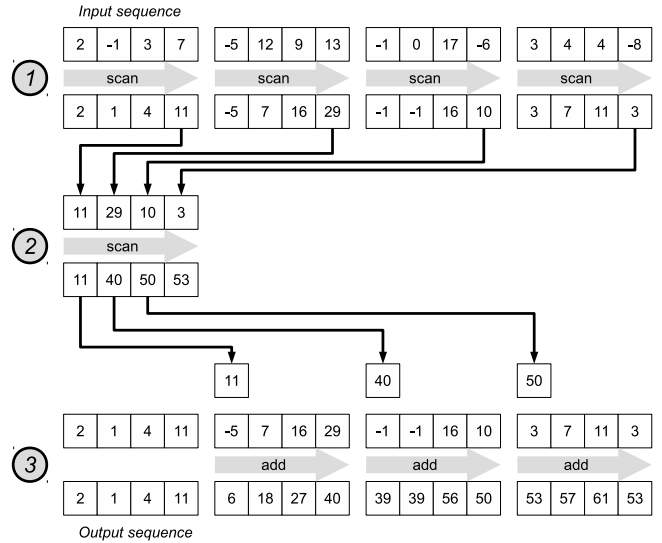 Input sequence
2 -1 3 7 -5 12 9 13 -1 0 17 -6 3 4 4 -8
1 scan scan scan scan
2 1 4 11 -5 7 16 29 -1 -1 16 10 3 7 11 3
11 29 10 3
2 scan
11 40 50 53
11 40 50
2 1 4 11 -5 7 16 29 -1 -1 16 10 3 7 11 3
3 add add add
2 1 4 11 6 18 27 40 39 39 56 50 53 57 61 53
Output sequence